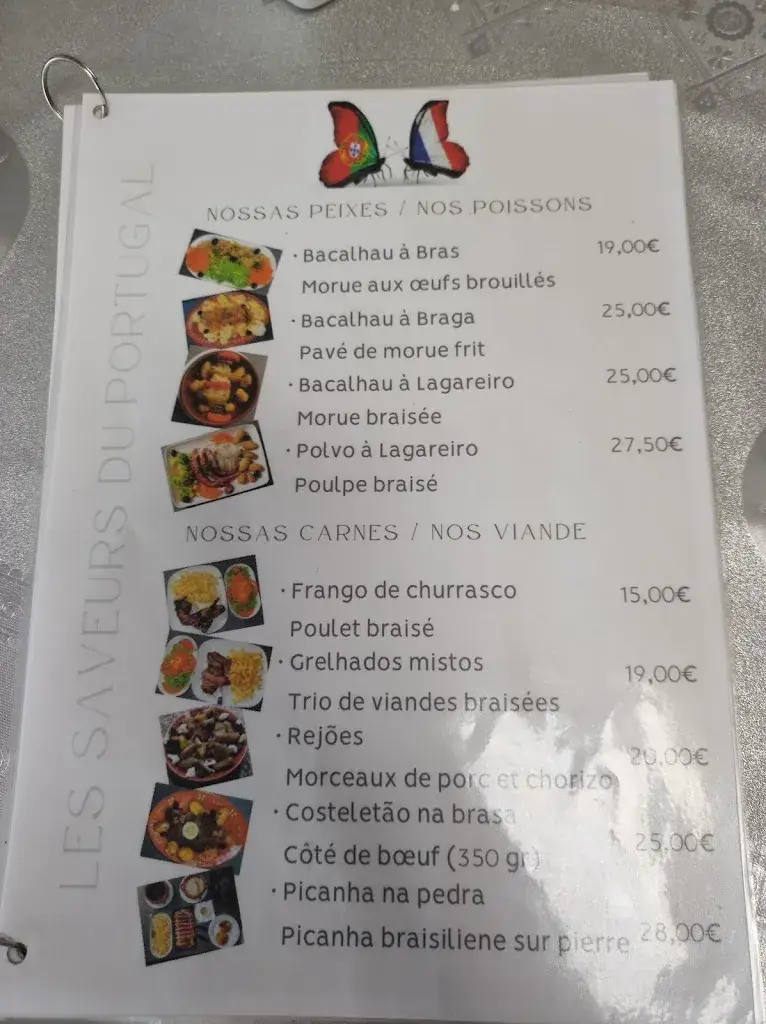 LES SAVEURS DU PORTUGAL
NOSSAS PEIXES / NOS POISSONS
· Bacalhau à Bras 19,00€
Morue aux œufs brouillés
· Bacalhau à Braga 25,00€
Pavé de morue frit
· Bacalhau à Lagareiro 25,00€
Morue braisée
· Polvo à Lagareiro 27,50€
Poulpe braisé
NOSSAS CARNES / NOS VIANDE
· Frango de churrasco 15,00€
Poulet braisé
· Grelhados mistos 19,00€
Trio de viandes braisées
· Rejões 20,00€
Morceaux de porc et chorizo
· Costeletão na brasa 25,00€
Côté de bœuf (350 gr)
· Picanha na pedra
Picanha braisiliene sur pierre 28,00€